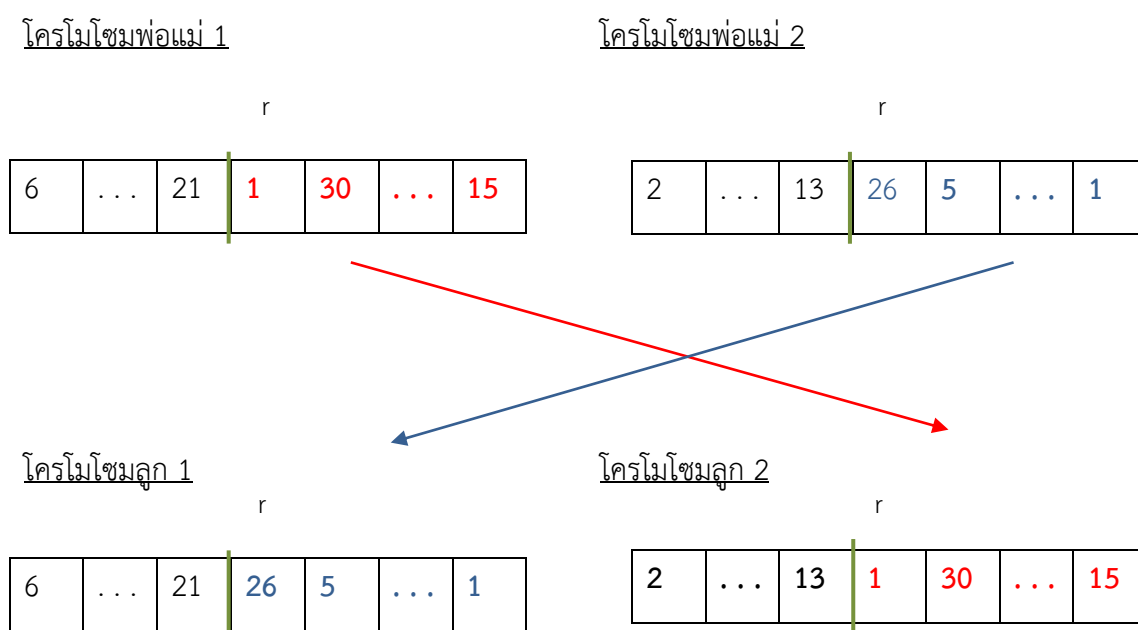 โครโมโซมพ่อแม่ 1 โครโมโซมพ่อแม่ 2
r r
6 ... 21 1 30 ... 15 2 ... 13 26 5 ... 1
โครโมโซมลูก 1 โครโมโซมลูก 2
r r
6 ... 21 26 5 ... 1 2 ... 13 1 30 ... 15